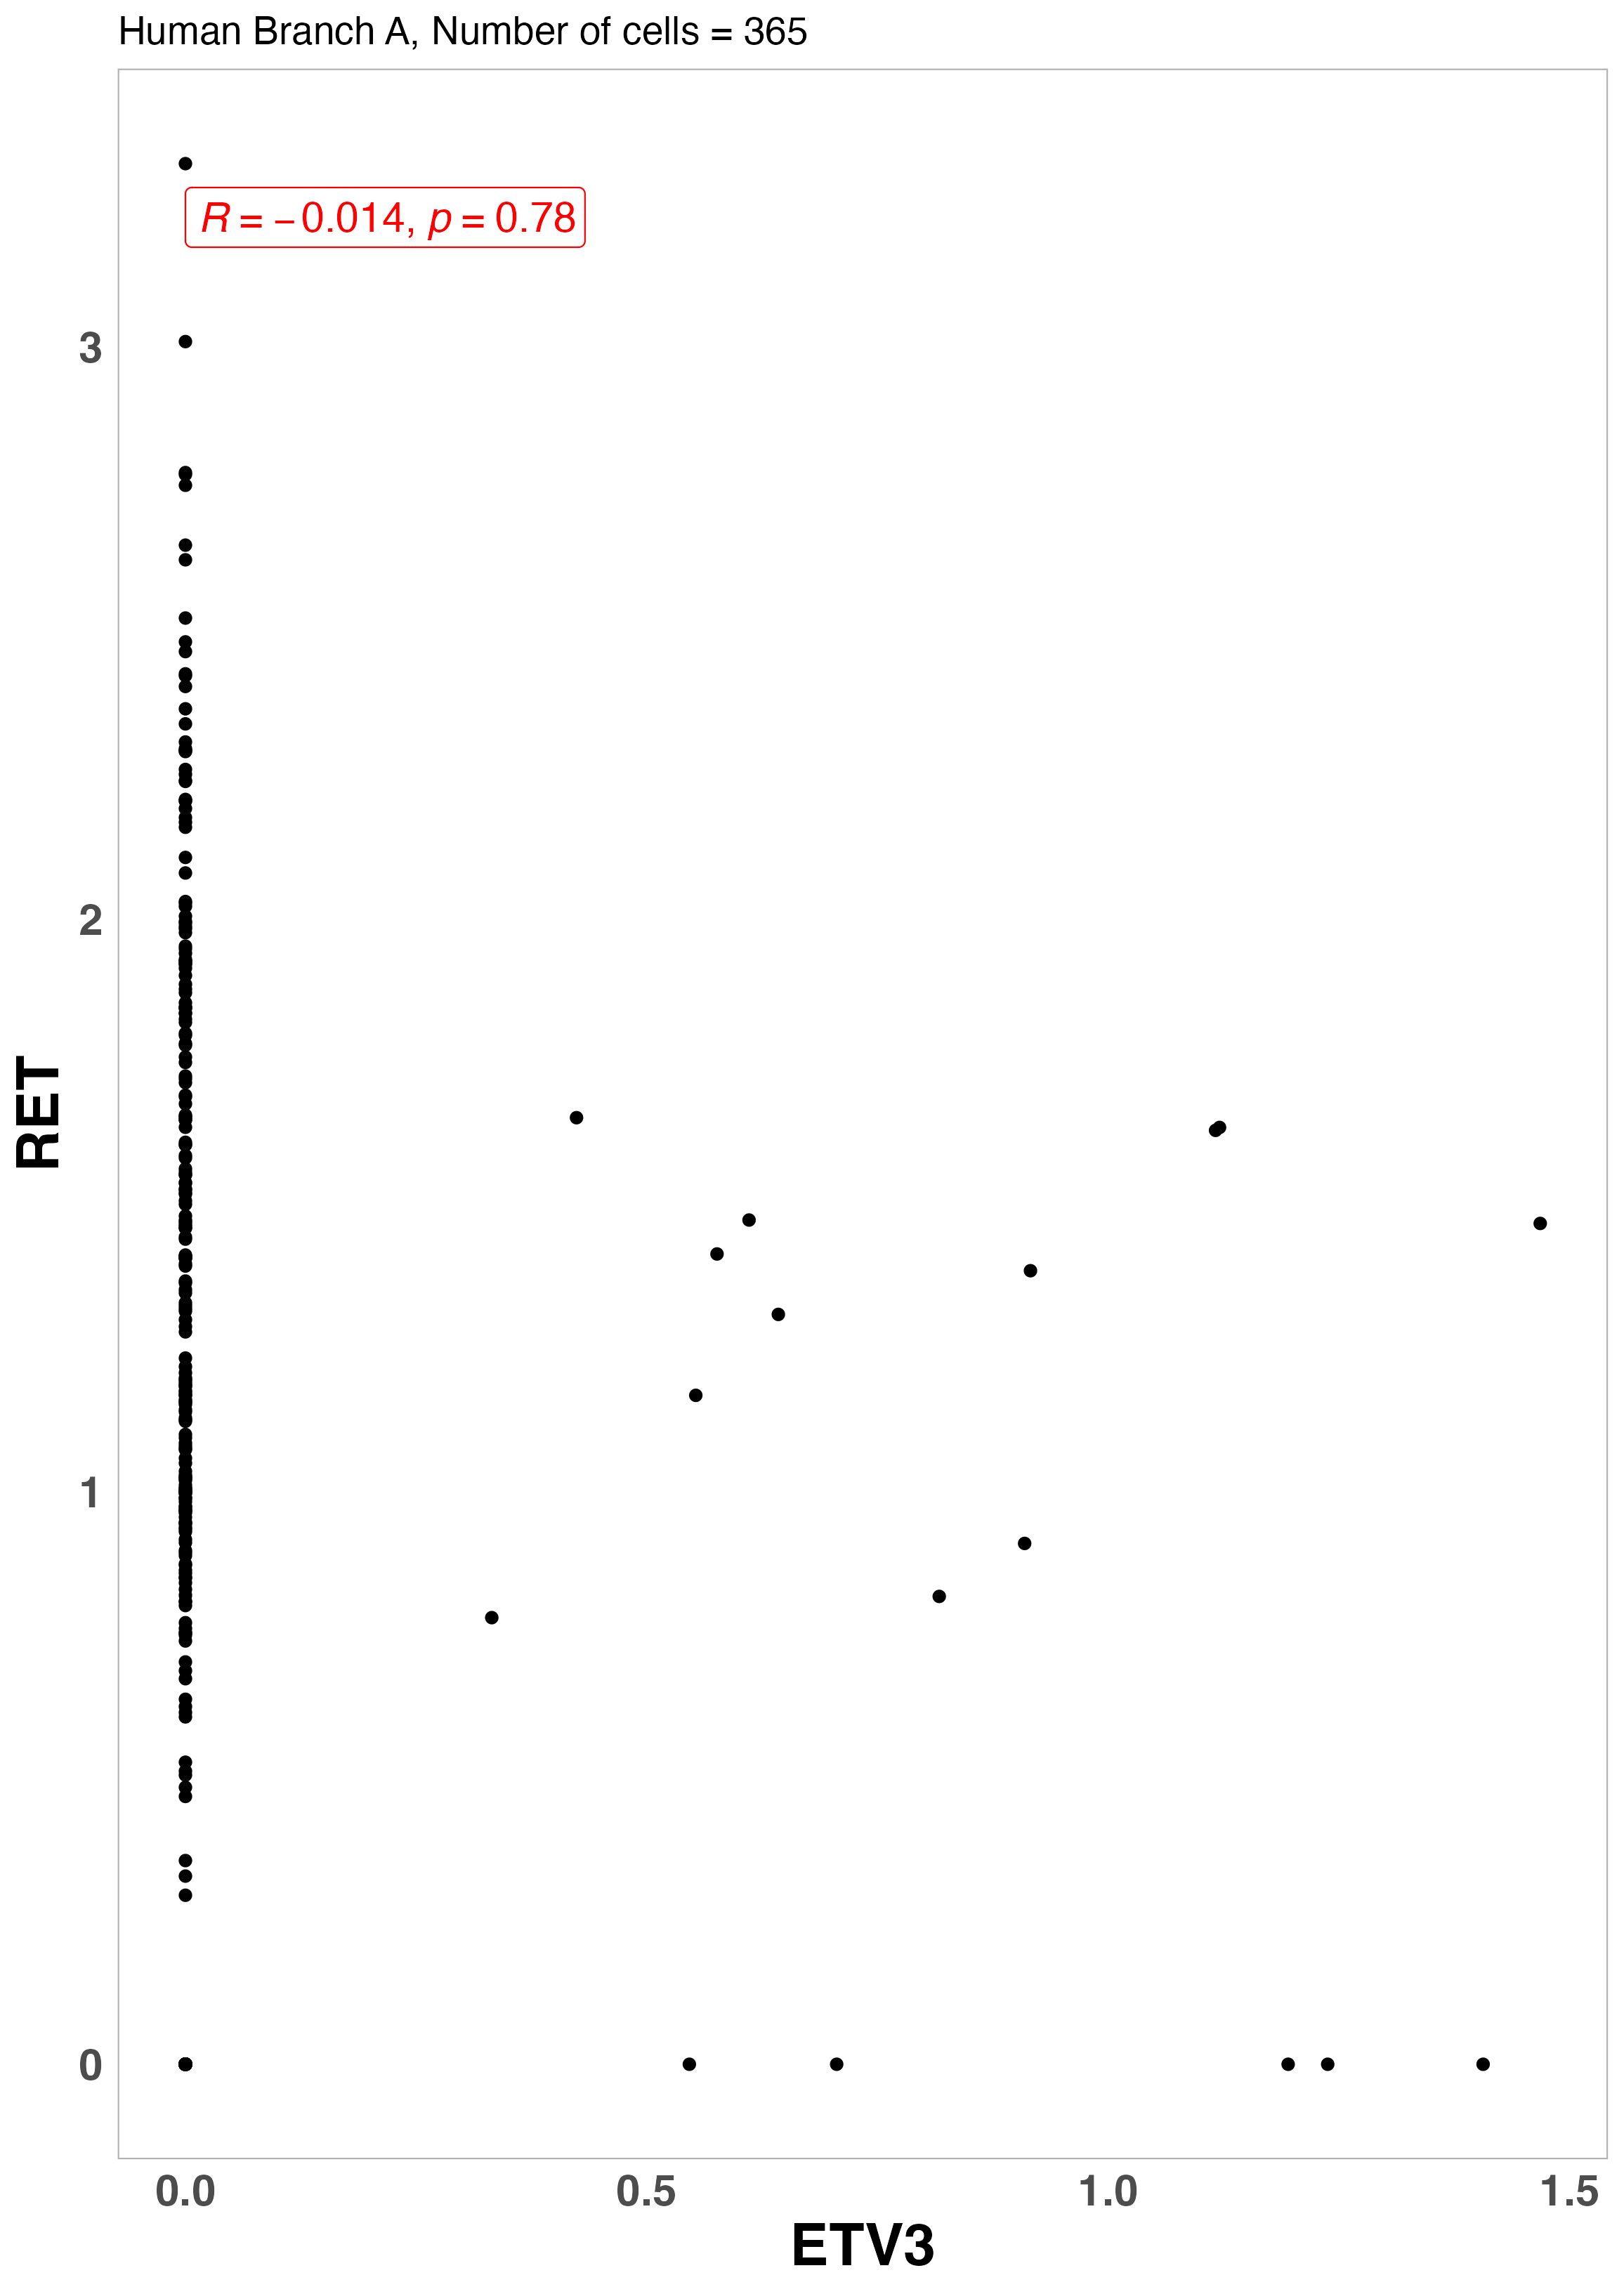 Human Branch A, Number of cells = 365
R = −0.014, p = 0.78
3
2
1
0
RET
0.0 0.5 1.0 1.5
ETV3